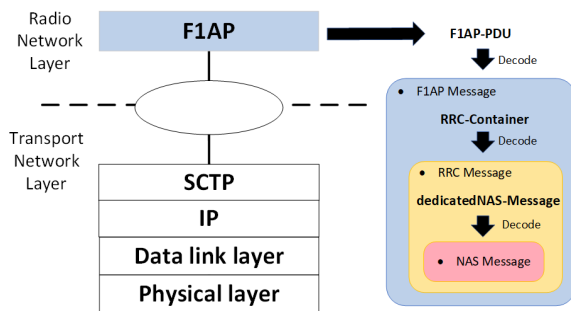 Radio
Network
Layer
F1AP
Transport
Network
Layer
SCTP
IP
Data link layer
Physical layer
F1AP-PDU
Decode
• F1AP Message
RRC-Container
Decode
• RRC Message
dedicatedNAS-Message
Decode
• NAS Message